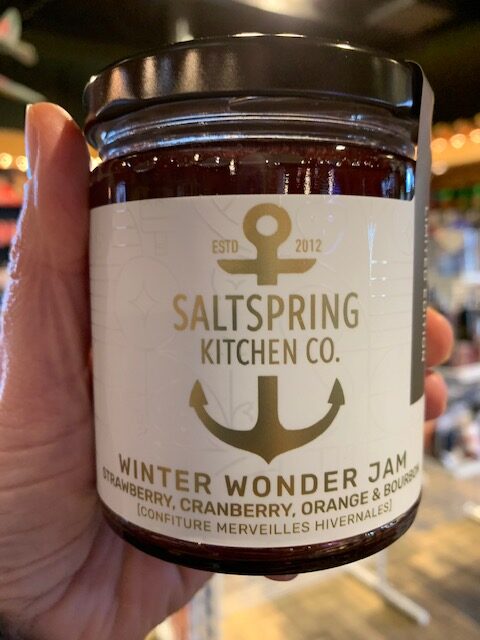 ESTD 2012
SALTSPRING
KITCHEN CO.
WINTER WONDER JAM
STRAWBERRY, CRANBERRY, ORANGE & BOURBON
[CONFITURE MERVEILLES HIVERNALES]